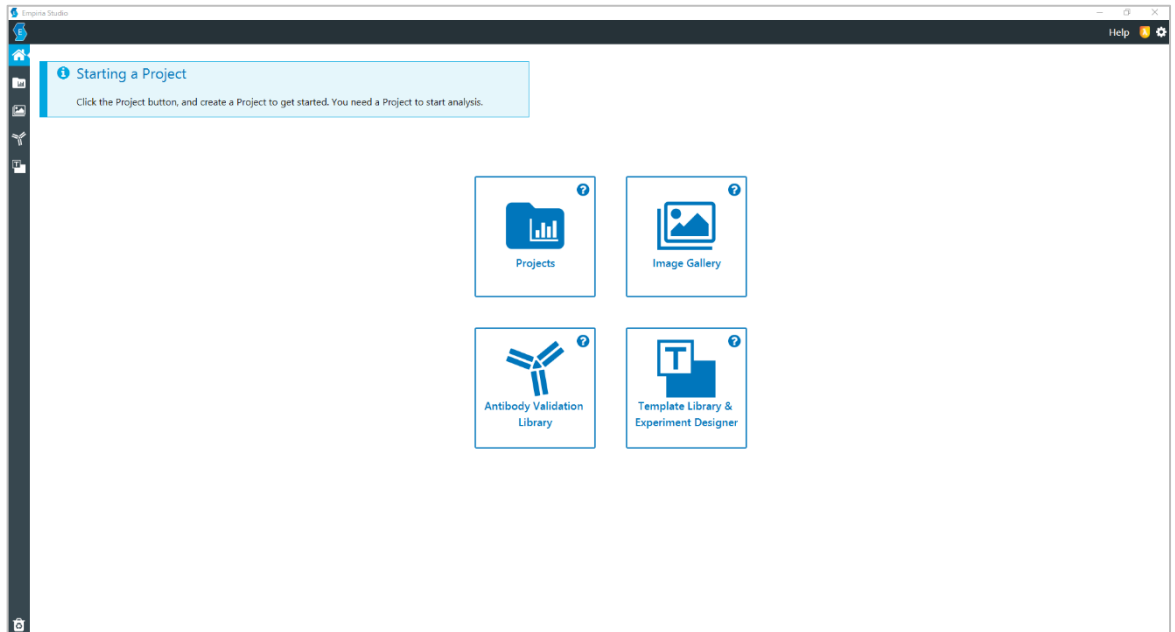 Empiria Studio
E
Help
Starting a Project
Click the Project button, and create a Project to get started. You need a Project to start analysis.
Projects
Image Gallery
Antibody Validation
Library
T
Template Library &
Experiment Designer